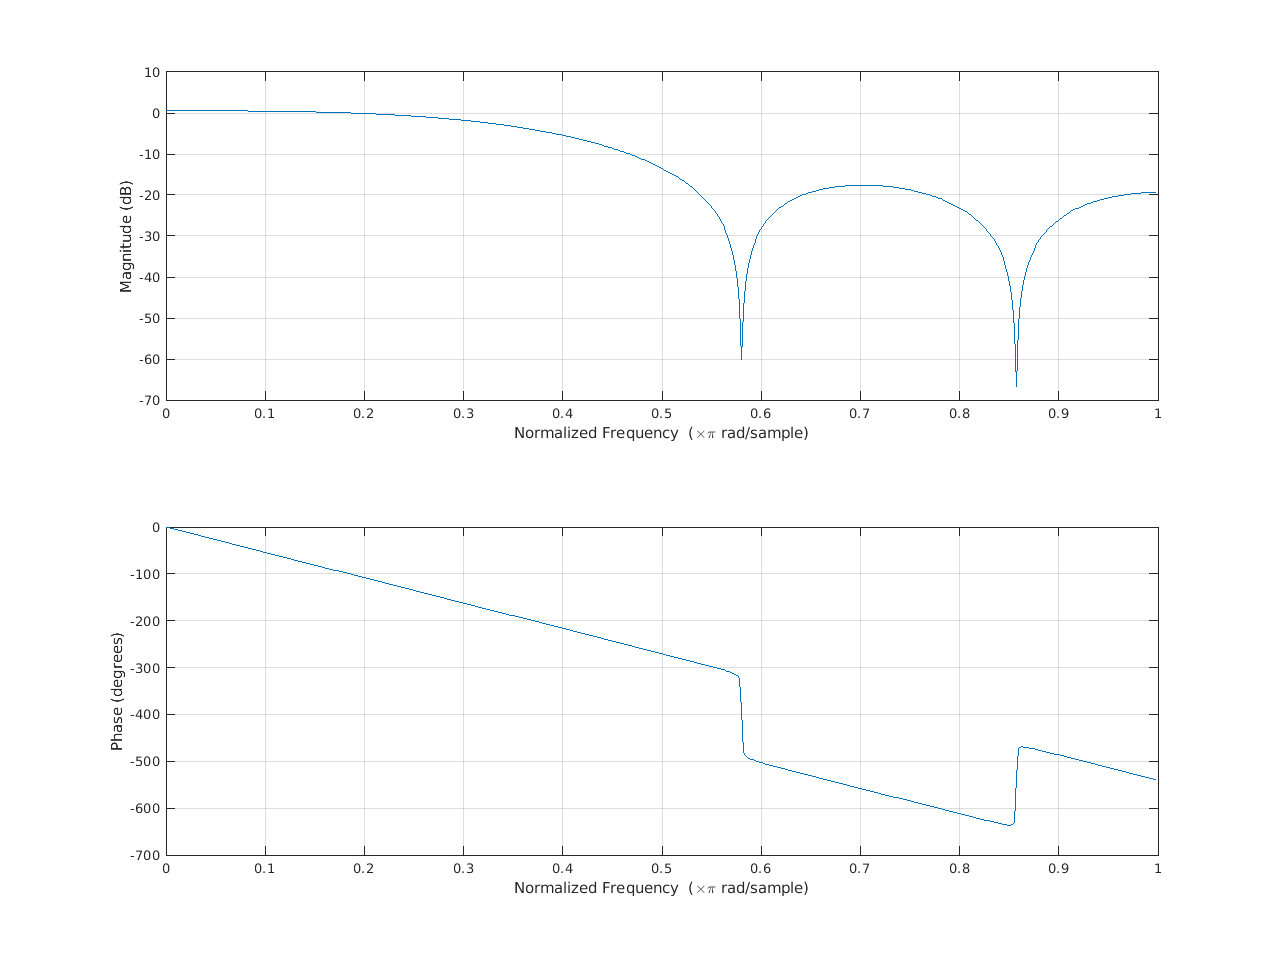 10
0
-10
-20
-30
-40
-50
-60
-70
Magnitude (dB)
0 0.1 0.2 0.3 0.4 0.5 0.6 0.7 0.8 0.9 1
Normalized Frequency (×π rad/sample)
0
-100
-200
-300
-400
-500
-600
-700
Phase (degrees)
0 0.1 0.2 0.3 0.4 0.5 0.6 0.7 0.8 0.9 1
Normalized Frequency (×π rad/sample)